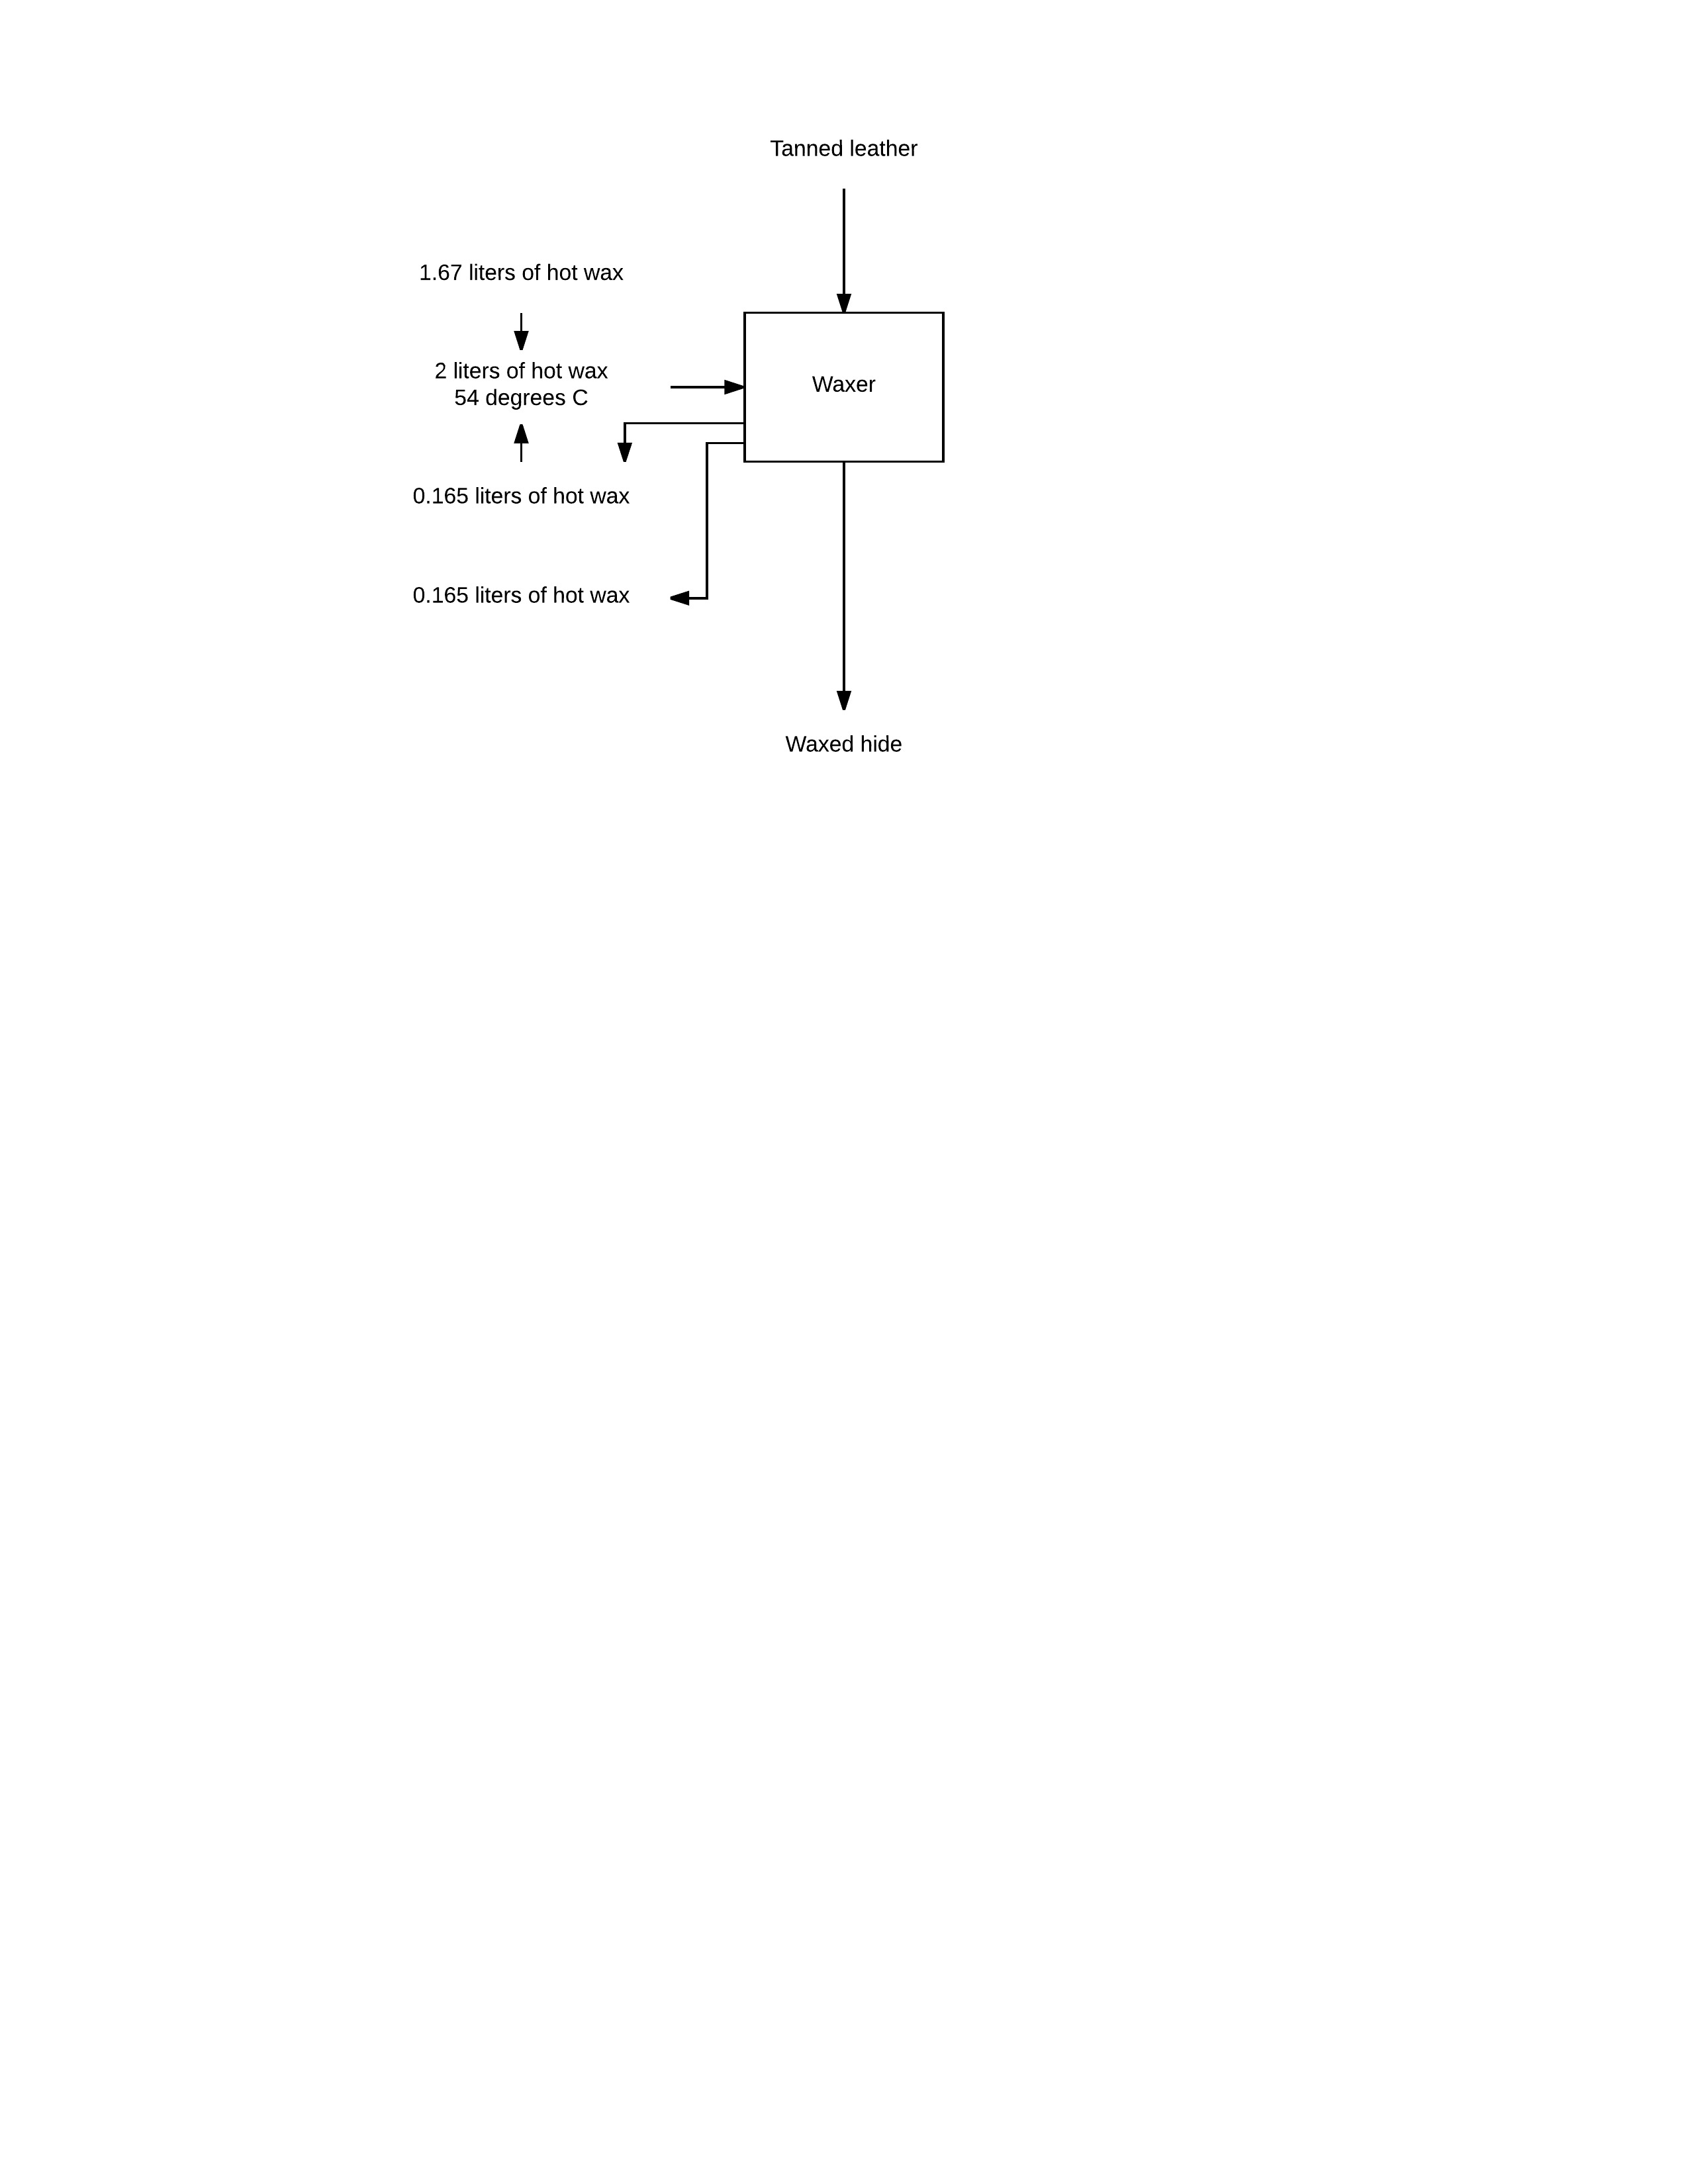 Tanned leather
1.67 liters of hot wax
2 liters of hot wax
54 degrees C
Waxer
0.165 liters of hot wax
0.165 liters of hot wax
Waxed hide